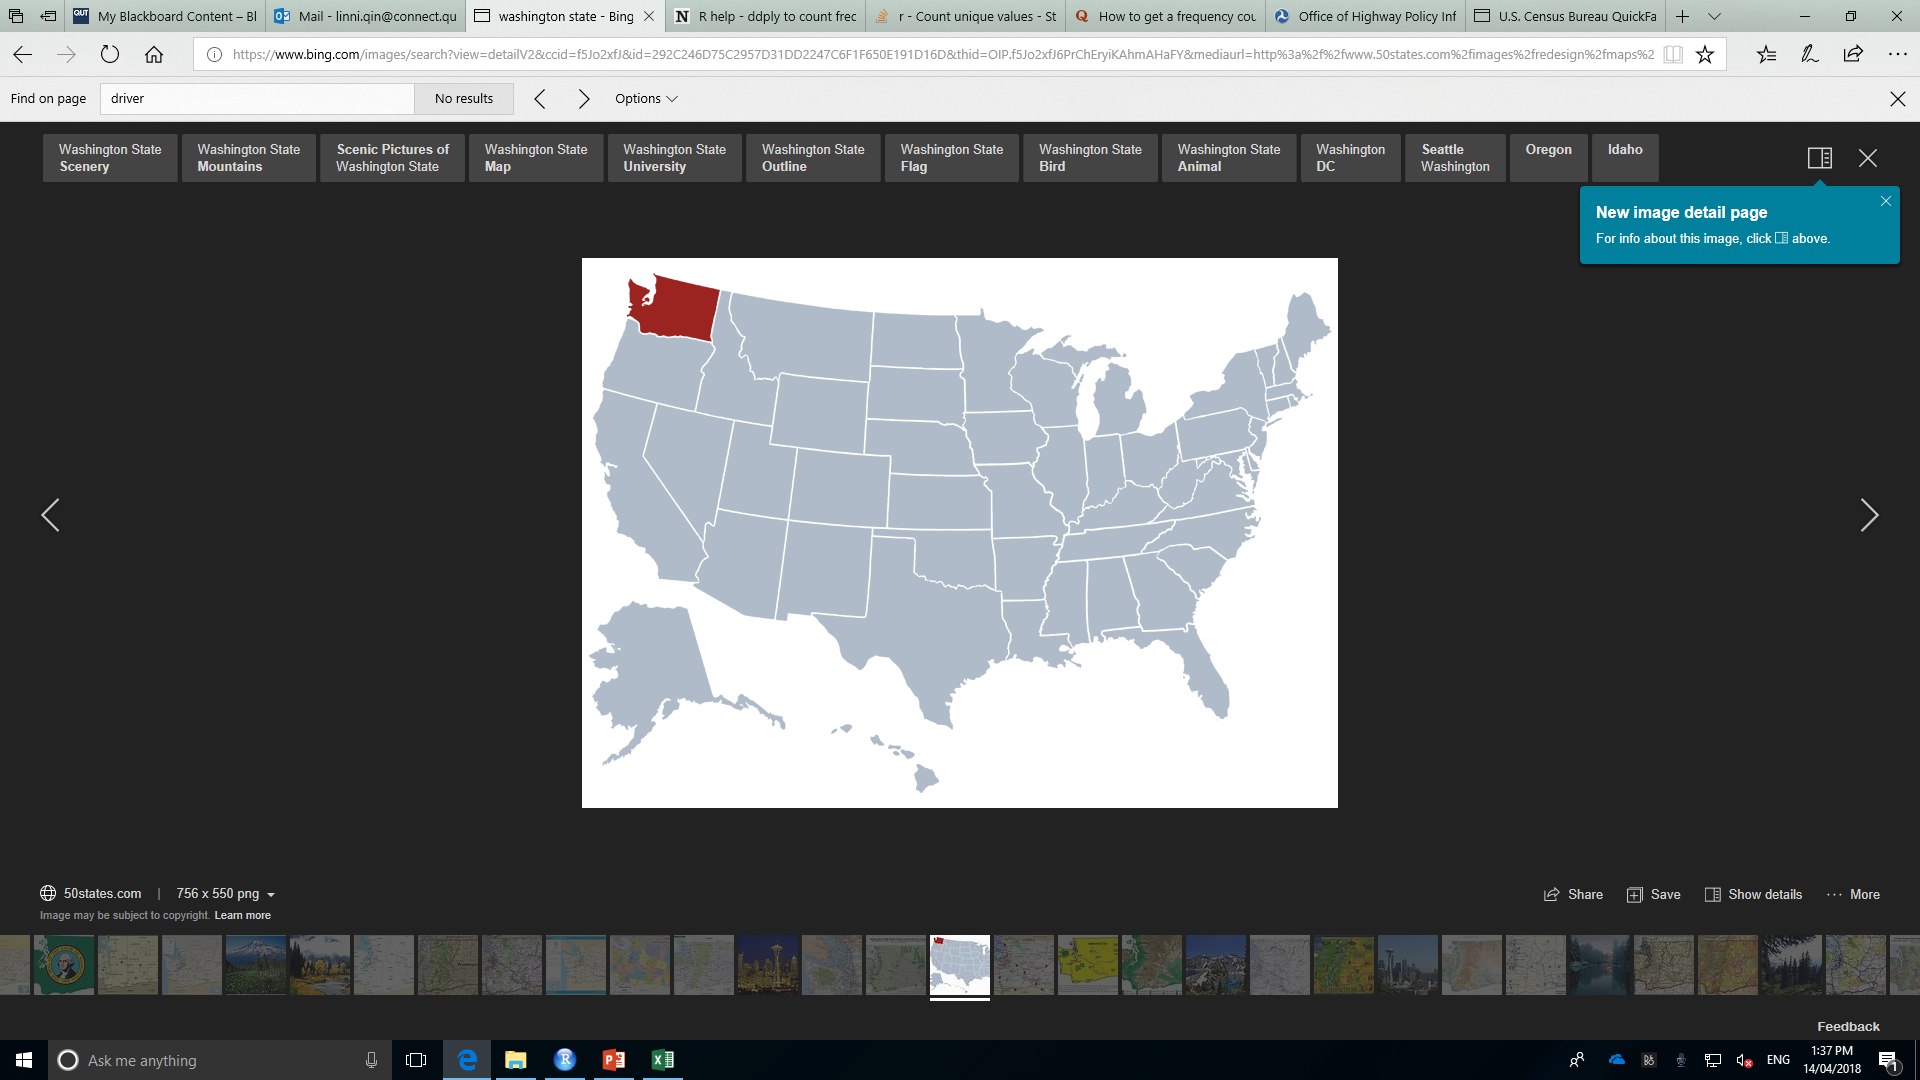 QUT My Blackboard Content – Bl
Mail - linni.qin@connect.qu
washington state - Bing
N R help - ddply to count frec
r - Count unique values - St
Q How to get a frequency cou
Office of Highway Policy Inf
U.S. Census Bureau QuickFa
https://www.bing.com/images/search?view=detailV2&ccid=f5Jo2xfJ&id=292C246D75C2957D31DD2247C6F1F650E191D16D&thid=OIP.f5Jo2xfJ6PrChEryiKAhmAHaFY&mediaurl=http%3a%2f%2fwww.50states.com%2fimages%2fredesign%2fmaps%2
Find on page
driver
No results
Options
Washington State
Scenery
Washington State
Mountains
Scenic Pictures of
Washington State
Washington State
Map
Washington State
University
Washington State
Outline
Washington State
Flag
Washington State
Bird
Washington State
Animal
Washington
DC
Seattle
Washington
Oregon
Idaho
New image detail page
For info about this image, click above.
50states.com | 756 x 550 png
Image may be subject to copyright. Learn more
Share
Save
Show details
··· More
Feedback
Ask me anything
ENG
1:37 PM
14/04/2018
1